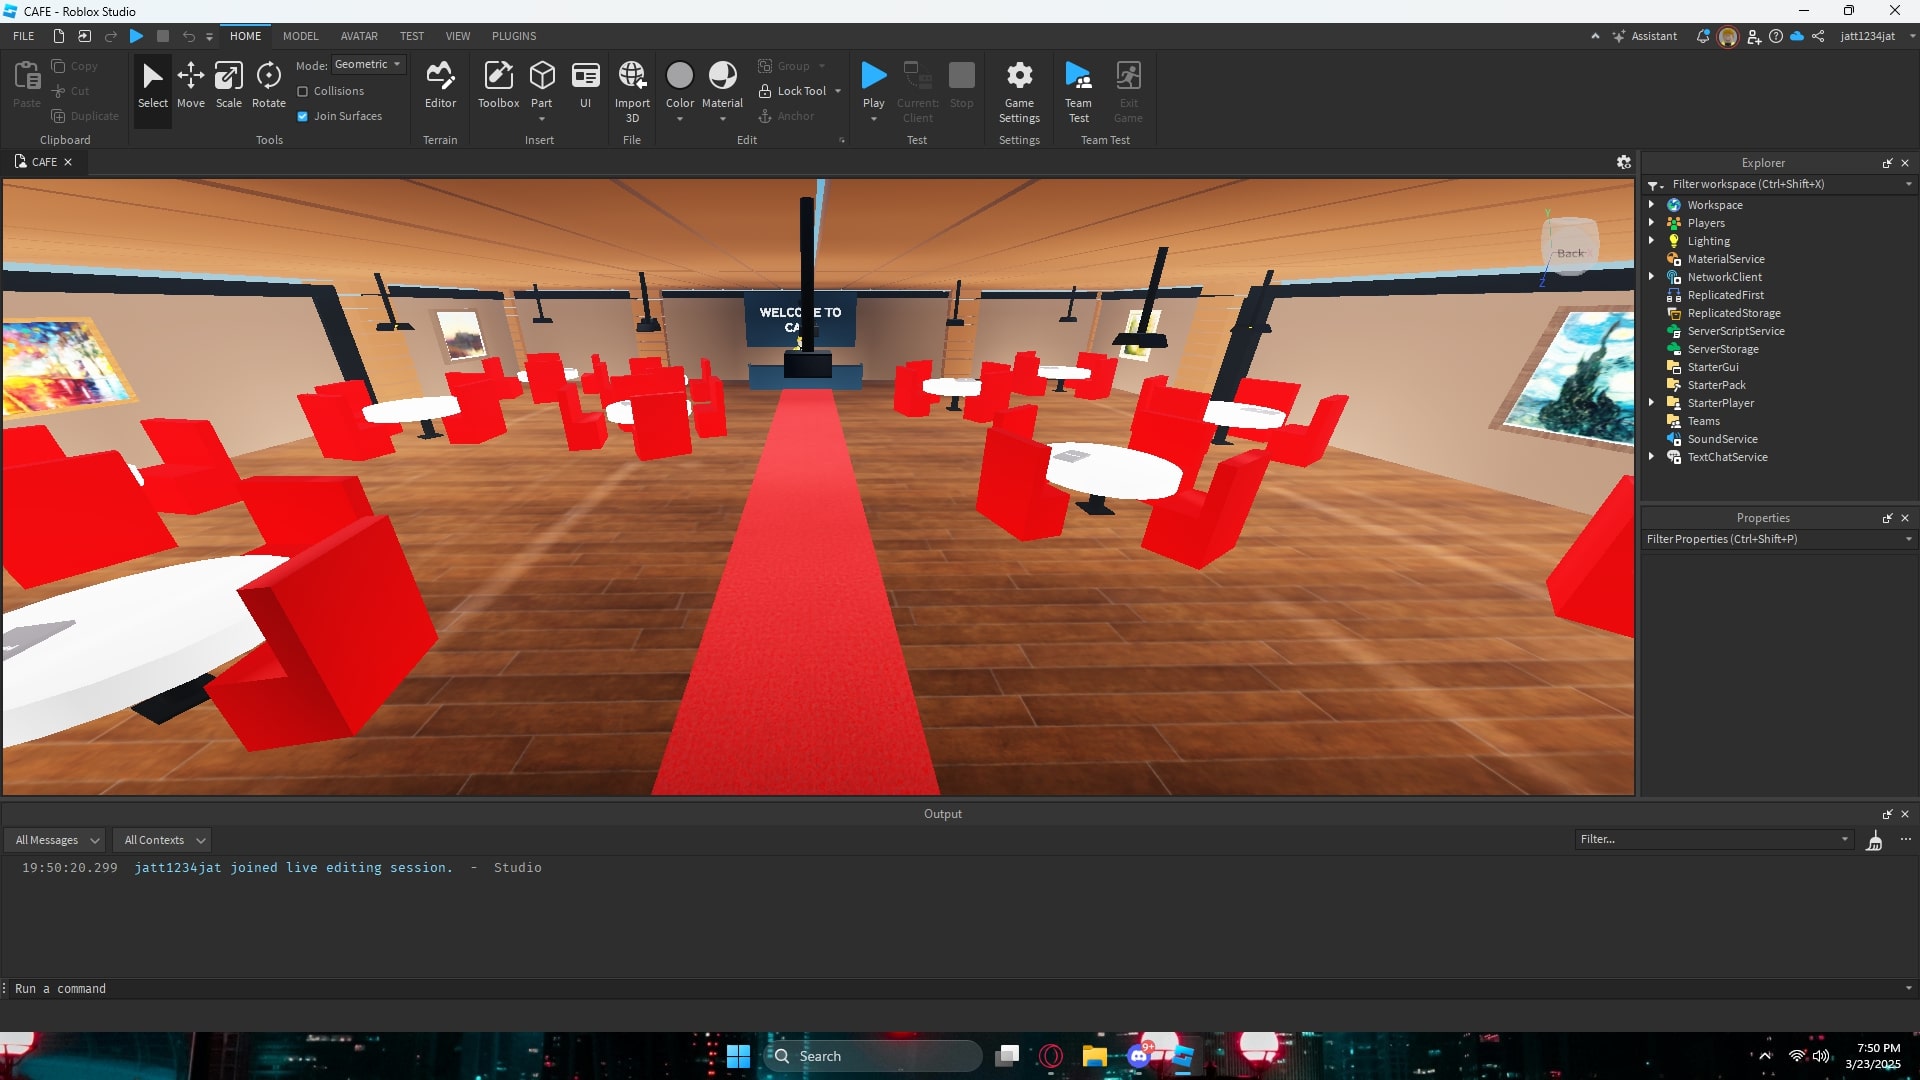 CAFE - Roblox Studio
FILE HOME MODEL AVATAR TEST VIEW PLUGINS Assistant jatt1234jat
Paste Copy Cut Duplicate Clipboard
Select Move Scale Rotate Mode: Geometric Collisions Join Surfaces Tools
Editor Terrain
Toolbox Part UI Insert
Import 3D File
Color Material Group Lock Tool Anchor Edit
Play Current: Client Stop Test
Game Settings Settings
Team Test Exit Game Team Test
CAFE
WELCOME TO
Back
Y
Z
Explorer
Filter workspace (Ctrl+Shift+X)
Workspace
Players
Lighting
MaterialService
NetworkClient
ReplicatedFirst
ReplicatedStorage
ServerScriptService
ServerStorage
StarterGui
StarterPack
StarterPlayer
Teams
SoundService
TextChatService
Properties
Filter Properties (Ctrl+Shift+P)
Output
All Messages All Contexts Filter...
19:50:20.299 jatt1234jat joined live editing session. - Studio
Run a command
Search
9+
7:50 PM
3/23/2025